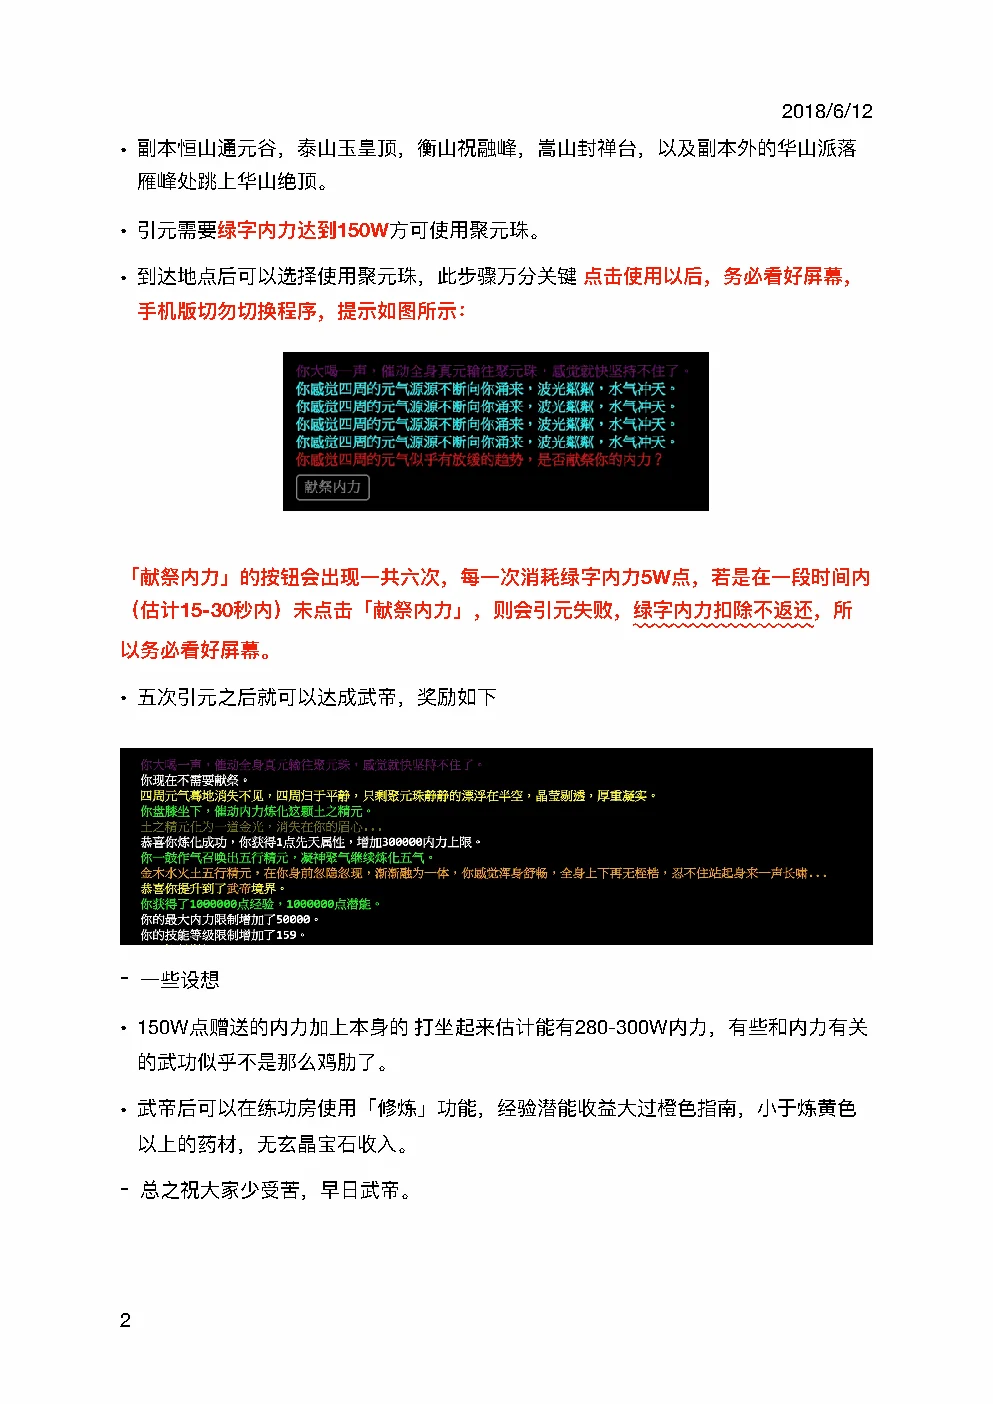 2018/6/12
• 副本恒山通元谷，泰山玉皇顶，衡山祝融峰，嵩山封禅台，以及副本外的华山派落
雁峰处跳上华山绝顶。
• 引元需要绿字内力达到150W方可使用聚元珠。
• 到达地点后可以选择使用聚元珠，此步骤万分关键 点击使用以后，务必看好屏幕，
手机版切勿切换程序，提示如图所示：
你大喝一声，催动全身真元输往聚元珠，感觉就快坚持不住了。
你感觉四周的元气源源不断向你涌来，波光粼粼，水气冲天。
你感觉四周的元气源源不断向你涌来，波光粼粼，水气冲天。
你感觉四周的元气源源不断向你涌来，波光粼粼，水气冲天。
你感觉四周的元气源源不断向你涌来，波光粼粼，水气冲天。
你感觉四周的元气似乎有放缓的趋势，是否献祭你的内力？
献祭内力
「献祭内力」的按钮会出现一共六次，每一次消耗绿字内力5W点，若是在一段时间内
（估计15-30秒内）未点击「献祭内力」，则会引元失败，绿字内力扣除不返还，所
以务必看好屏幕。
• 五次引元之后就可以达成武帝，奖励如下
你大喝一声，催动全身真元输往聚元珠，感觉就快坚持不住了。
你现在不需要献祭。
四周元气蓦地消失不见，四周归于平静，只剩聚元珠静静的漂浮在半空，晶莹剔透，厚重凝实。
你盘膝坐下，催动内力炼化这颗土之精元。
土之精元化为一道金光，消失在你的眉心...
恭喜你炼化成功，你获得1点先天属性，增加300000内力上限。
你一鼓作气召唤出五行精元，凝神聚气继续炼化五气。
金木水火土五行精元，在你身前忽隐忽现，渐渐融为一体，你感觉浑身舒畅，全身上下再无桎梏，忍不住站起身来一声长啸...
恭喜你提升到了武帝境界。
你获得了1000000点经验，1000000点潜能。
你的最大内力限制增加了50000。
你的技能等级限制增加了159。
- 一些设想
• 150W点赠送的内力加上本身的 打坐起来估计能有280-300W内力，有些和内力有关
的武功似乎不是那么鸡肋了。
• 武帝后可以在练功房使用「修炼」功能，经验潜能收益大过橙色指南，小于炼黄色
以上的药材，无玄晶宝石收入。
- 总之祝大家少受苦，早日武帝。
2